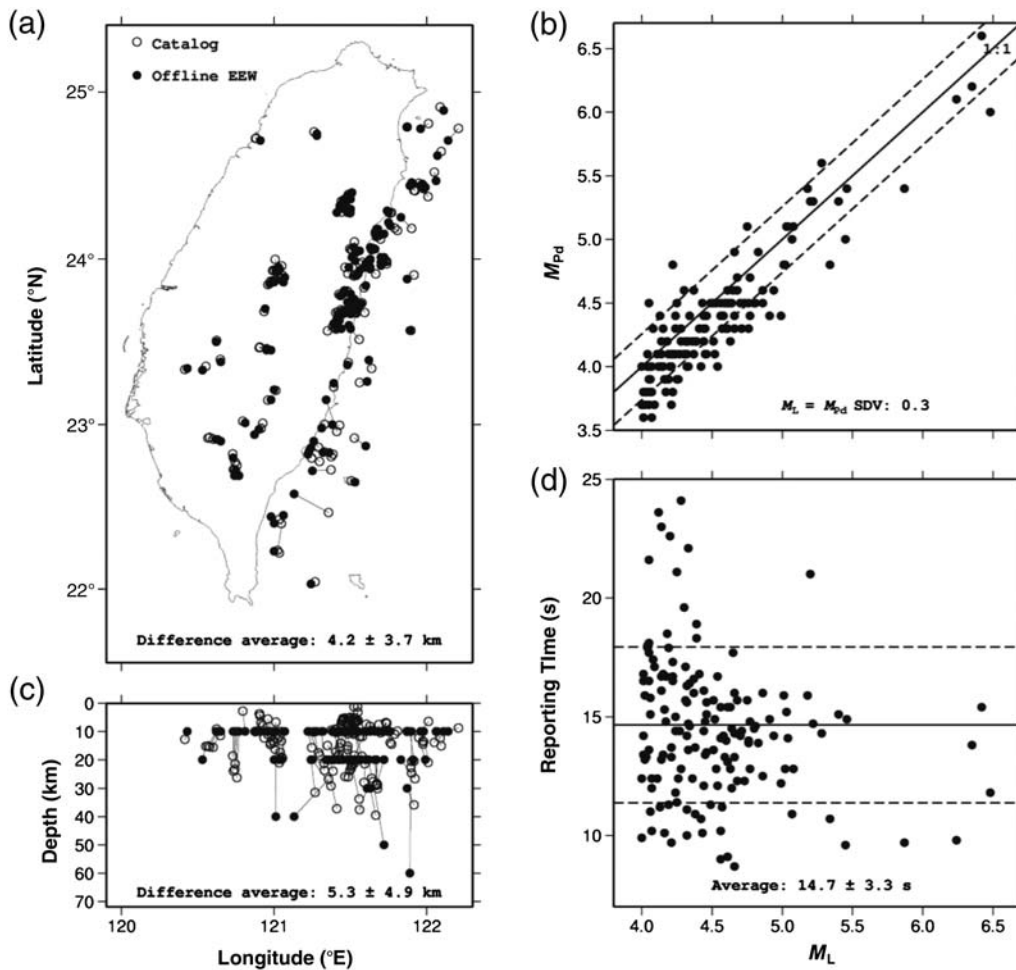 (a)
Catalog
Offline EEW
25°
24°
23°
22°
Latitude (°N)
Difference average: 4.2 ± 3.7 km
(b)
6.5
6.0
5.5
5.0
4.5
4.0
3.5
MPd
1:1
ML = MPd SDV: 0.3
(c)
0
10
20
30
40
50
60
70
Depth (km)
Difference average: 5.3 ± 4.9 km
120
121
122
Longitude (°E)
(d)
25
20
15
10
Reporting Time (s)
Average: 14.7 ± 3.3 s
4.0
4.5
5.0
5.5
6.0
6.5
ML